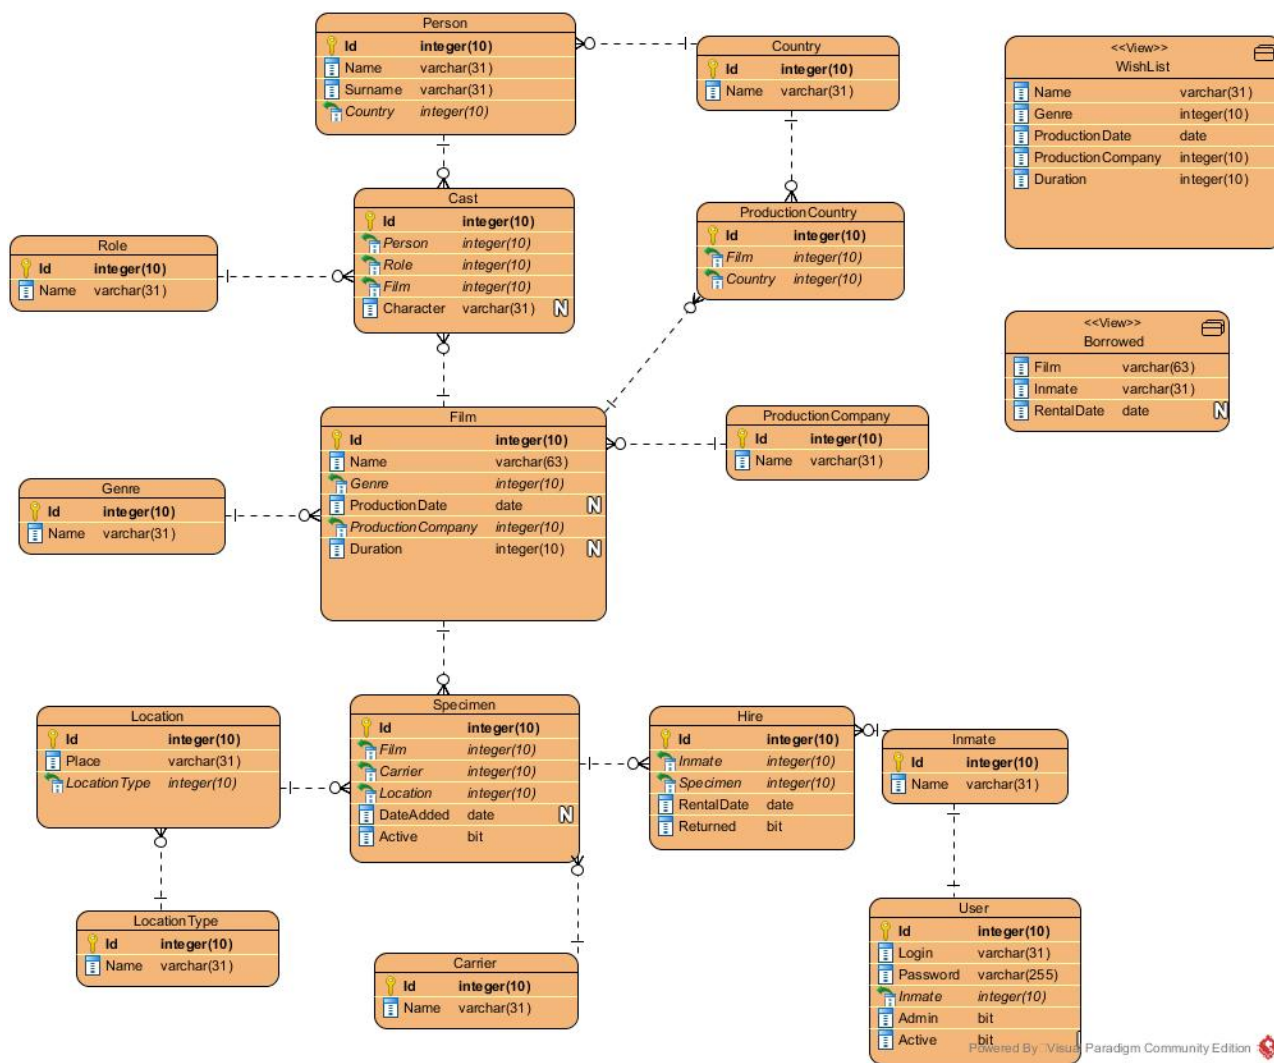 Person
Id integer(10)
Name varchar(31)
Surname varchar(31)
Country integer(10)
Country
Id integer(10)
Name varchar(31)
<<View>>
WishList
Name varchar(31)
Genre integer(10)
ProductionDate date
ProductionCompany integer(10)
Duration integer(10)
Cast
Id integer(10)
Person integer(10)
Role integer(10)
Film integer(10)
Character varchar(31) N
ProductionCountry
Id integer(10)
Film integer(10)
Country integer(10)
Role
Id integer(10)
Name varchar(31)
<<View>>
Borrowed
Film varchar(63)
Inmate varchar(31)
RentalDate date N
Film
Id integer(10)
Name varchar(63)
Genre integer(10)
ProductionDate date N
ProductionCompany integer(10)
Duration integer(10) N
ProductionCompany
Id integer(10)
Name varchar(31)
Genre
Id integer(10)
Name varchar(31)
Location
Id integer(10)
Place varchar(31)
LocationType integer(10)
Specimen
Id integer(10)
Film integer(10)
Carrier integer(10)
Location integer(10)
DateAdded date N
Active bit
Hire
Id integer(10)
Inmate integer(10)
Specimen integer(10)
RentalDate date
Returned bit
Inmate
Id integer(10)
Name varchar(31)
LocationType
Id integer(10)
Name varchar(31)
Carrier
Id integer(10)
Name varchar(31)
User
Id integer(10)
Login varchar(31)
Password varchar(255)
Inmate integer(10)
Admin bit
Active bit
Powered By Visual Paradigm Community Edition